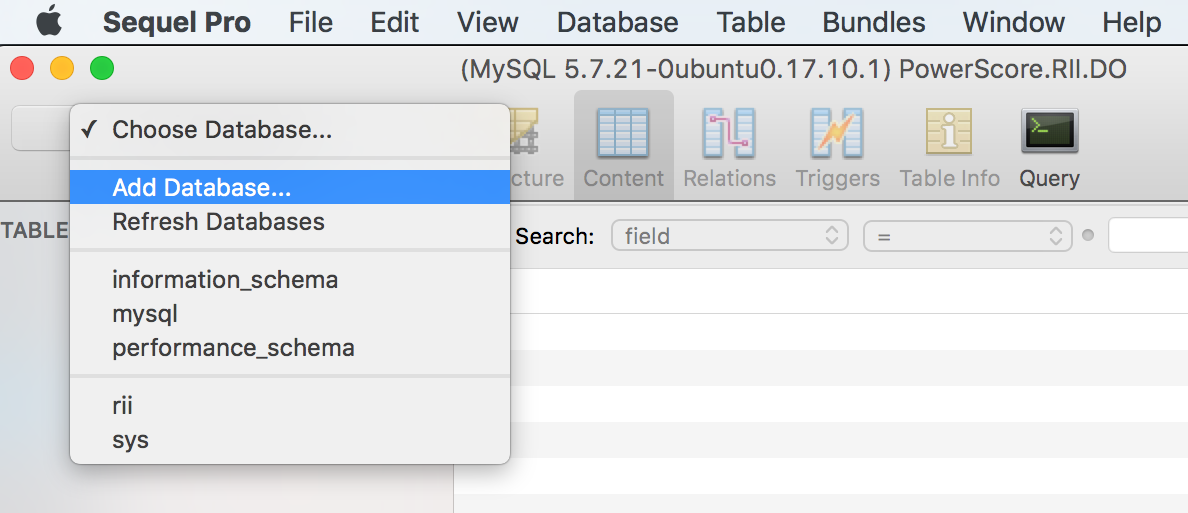 Sequel Pro File Edit View Database Table Bundles Window Help
(MySQL 5.7.21-0ubuntu0.17.10.1) PowerScore.RII.DO
✓ Choose Database...
Add Database...
Refresh Databases
information_schema
mysql
performance_schema
rii
sys
Content Relations Triggers Table Info Query
TABLE
Search: field =